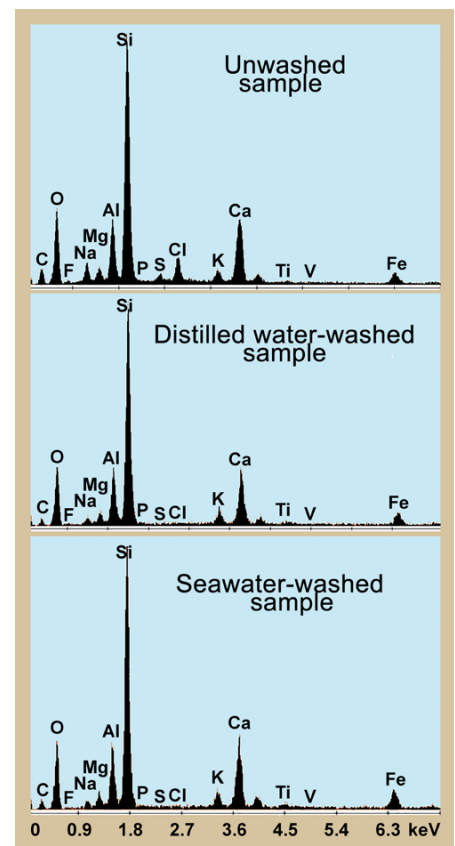 Si
Unwashed
sample
O
Al
Ca
Mg
Cl
C
F
Na
P
S
K
Ti
V
Fe
Si
Distilled water-washed
sample
O
Al
Ca
Mg
Na
C
F
P
S
Cl
K
Ti
V
Fe
Si
Seawater-washed
sample
O
Al
Ca
Mg
Na
C
F
P
S
Cl
K
Ti
V
Fe
0 0.9 1.8 2.7 3.6 4.5 5.4 6.3 keV